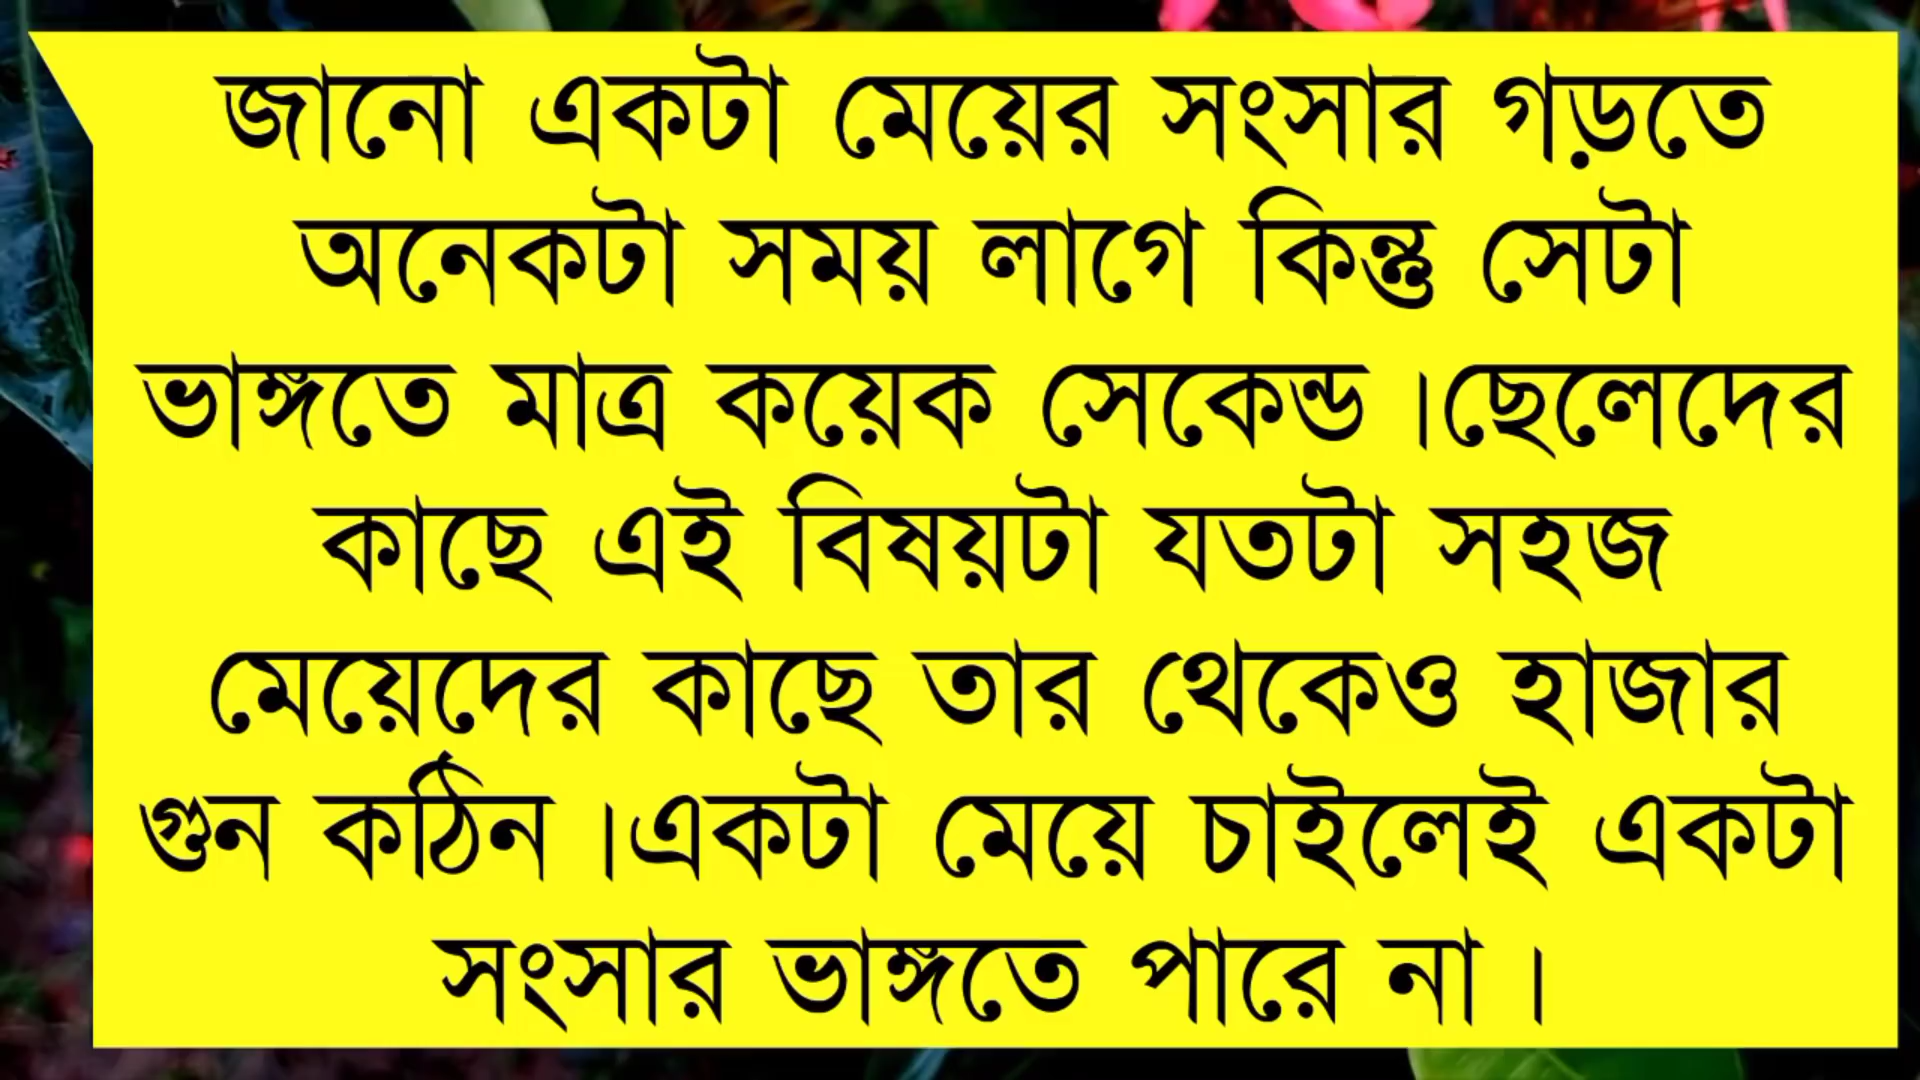 জানো একটা মেয়ের সংসার গড়তে
অনেকটা সময় লাগে কিন্তু সেটা
ভাঙ্গতে মাত্র কয়েক সেকেন্ড ।ছেলেদের
কাছে এই বিষয়টা যতটা সহজ
মেয়েদের কাছে তার থেকেও হাজার
গুন কঠিন ।একটা মেয়ে চাইলেই একটা
সংসার ভাঙ্গতে পারে না ।